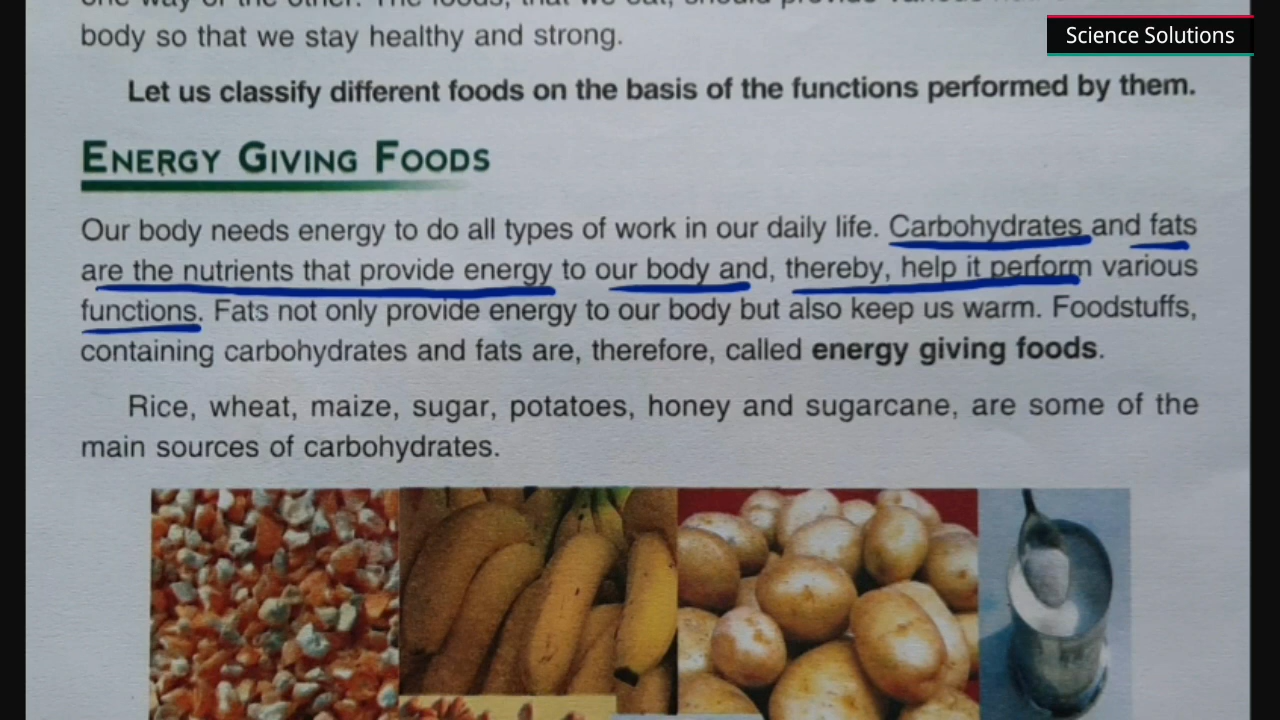 body so that we stay healthy and strong.
Science Solutions
Let us classify different foods on the basis of the functions performed by them.
ENERGY GIVING FOODS
Our body needs energy to do all types of work in our daily life. Carbohydrates and fats
are the nutrients that provide energy to our body and, thereby, help it perform various
functions. Fats not only provide energy to our body but also keep us warm. Foodstuffs,
containing carbohydrates and fats are, therefore, called energy giving foods.
Rice, wheat, maize, sugar, potatoes, honey and sugarcane, are some of the
main sources of carbohydrates.